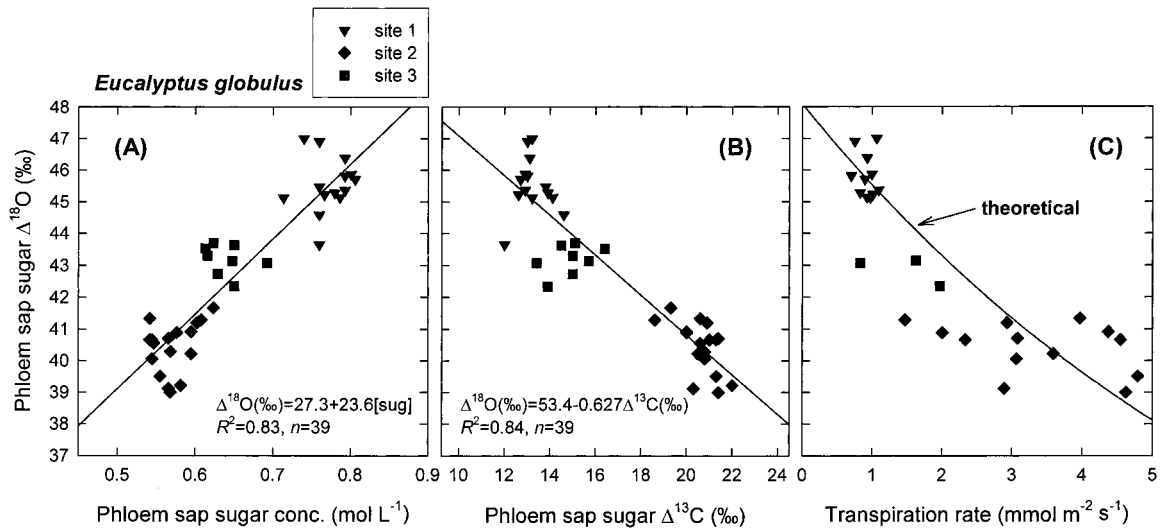 site 1
site 2
site 3
Eucalyptus globulus
Phloem sap sugar Δ¹⁸O (‰)
48
47
46
45
44
43
42
41
40
39
38
37
(A)
Δ¹⁸O(‰)=27.3+23.6[sug]
R²=0.83, n=39
0.5 0.6 0.7 0.8 0.9
Phloem sap sugar conc. (mol L⁻¹)
(B)
Δ¹⁸O(‰)=53.4-0.627Δ¹³C(‰)
R²=0.84, n=39
10 12 14 16 18 20 22 24
Phloem sap sugar Δ¹³C (‰)
(C)
theoretical
0 1 2 3 4 5
Transpiration rate (mmol m⁻² s⁻¹)